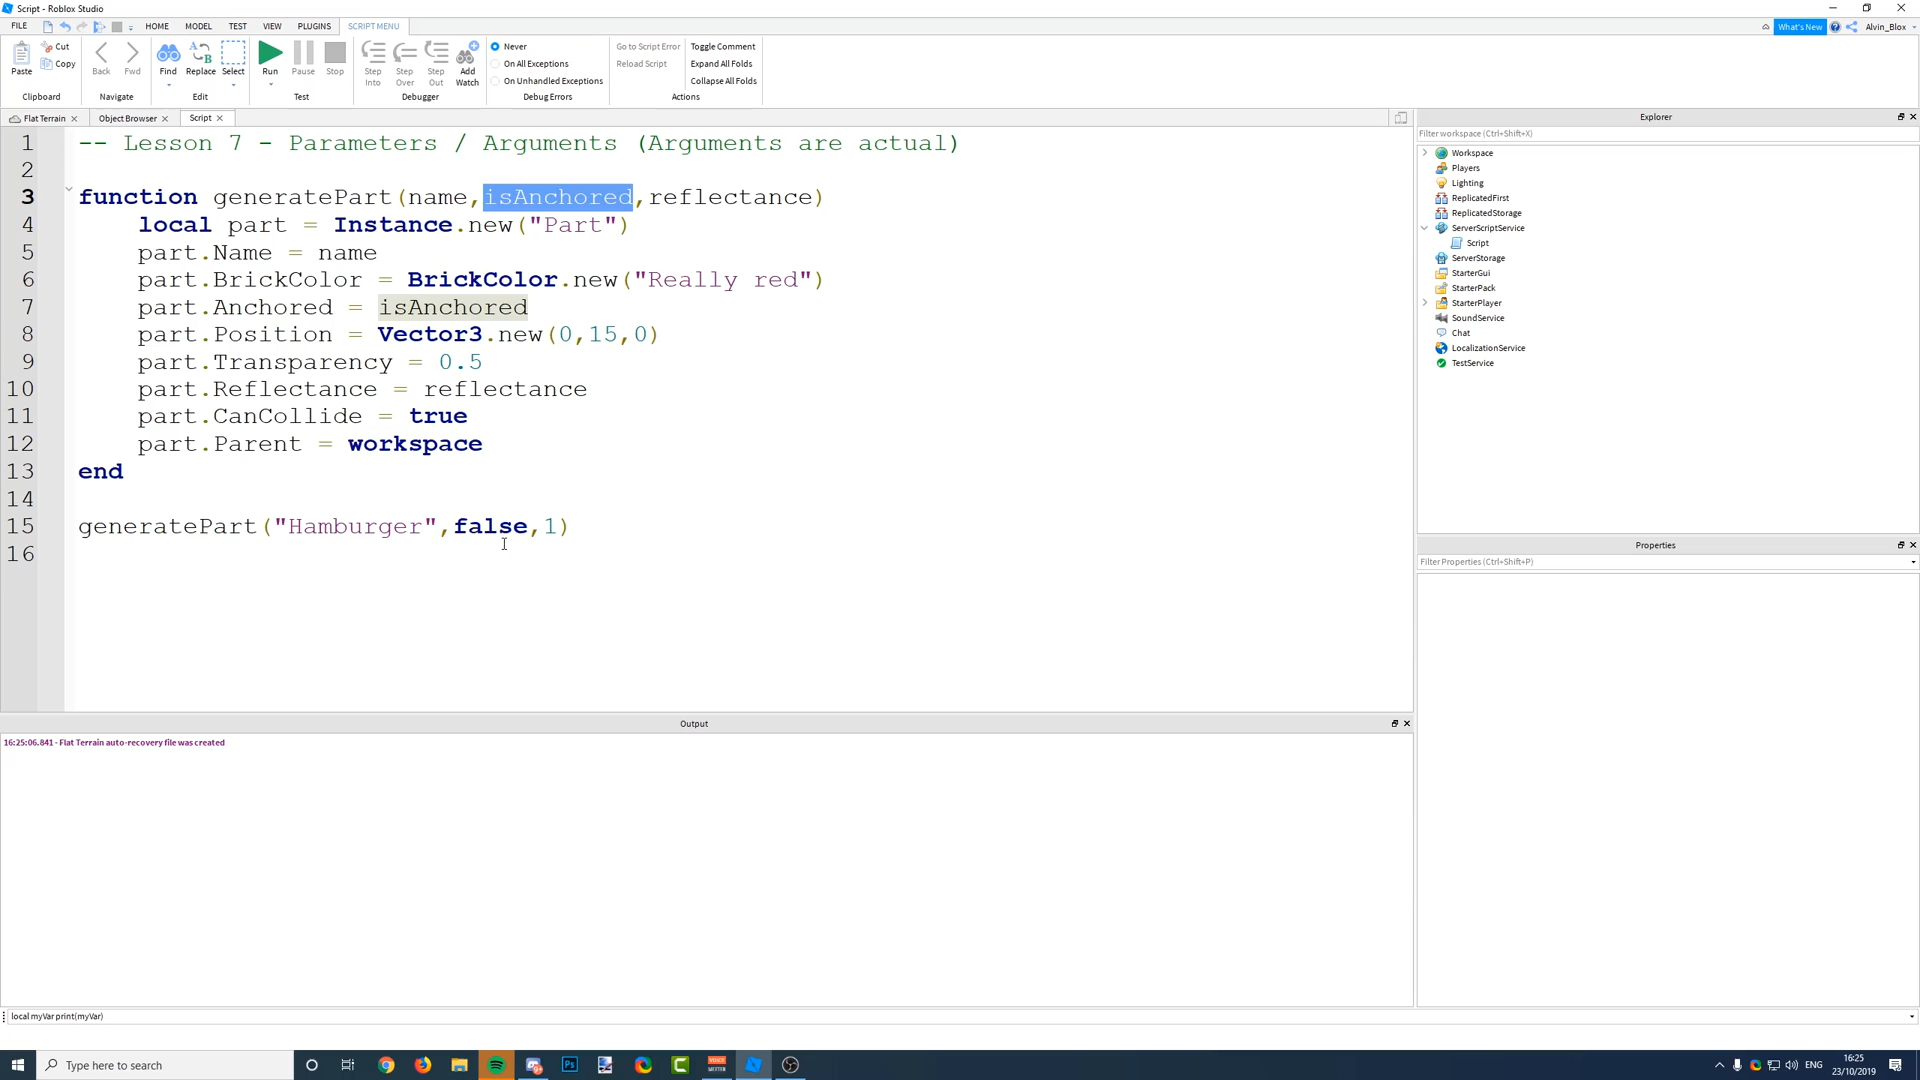 Script - Roblox Studio
FILE HOME MODEL TEST VIEW PLUGINS SCRIPT MENU What's New Alvin_Blox
Paste Cut Copy
Clipboard
Back Fwd
Navigate
Find Replace Select
Edit
Run Pause Stop
Test
Step Into Step Over Step Out Add Watch
Debugger
Never
On All Exceptions
On Unhandled Exceptions
Debug Errors
Go to Script Error Toggle Comment
Reload Script Expand All Folds
Collapse All Folds
Actions
Flat Terrain Object Browser Script
1 -- Lesson 7 - Parameters / Arguments (Arguments are actual)
2
3 function generatePart(name,isAnchored,reflectance)
4 local part = Instance.new("Part")
5 part.Name = name
6 part.BrickColor = BrickColor.new("Really red")
7 part.Anchored = isAnchored
8 part.Position = Vector3.new(0,15,0)
9 part.Transparency = 0.5
10 part.Reflectance = reflectance
11 part.CanCollide = true
12 part.Parent = workspace
13 end
14
15 generatePart("Hamburger",false,1)
16
Explorer
Filter workspace (Ctrl+Shift+X)
Workspace
Players
Lighting
ReplicatedFirst
ReplicatedStorage
ServerScriptService
Script
ServerStorage
StarterGui
StarterPack
StarterPlayer
SoundService
Chat
LocalizationService
TestService
Properties
Filter Properties (Ctrl+Shift+P)
Output
16:25:06.841 - Flat Terrain auto-recovery file was created
local myVar print(myVar)
Type here to search
Ps
VOICE MEETER
ENG
16:25
23/10/2019